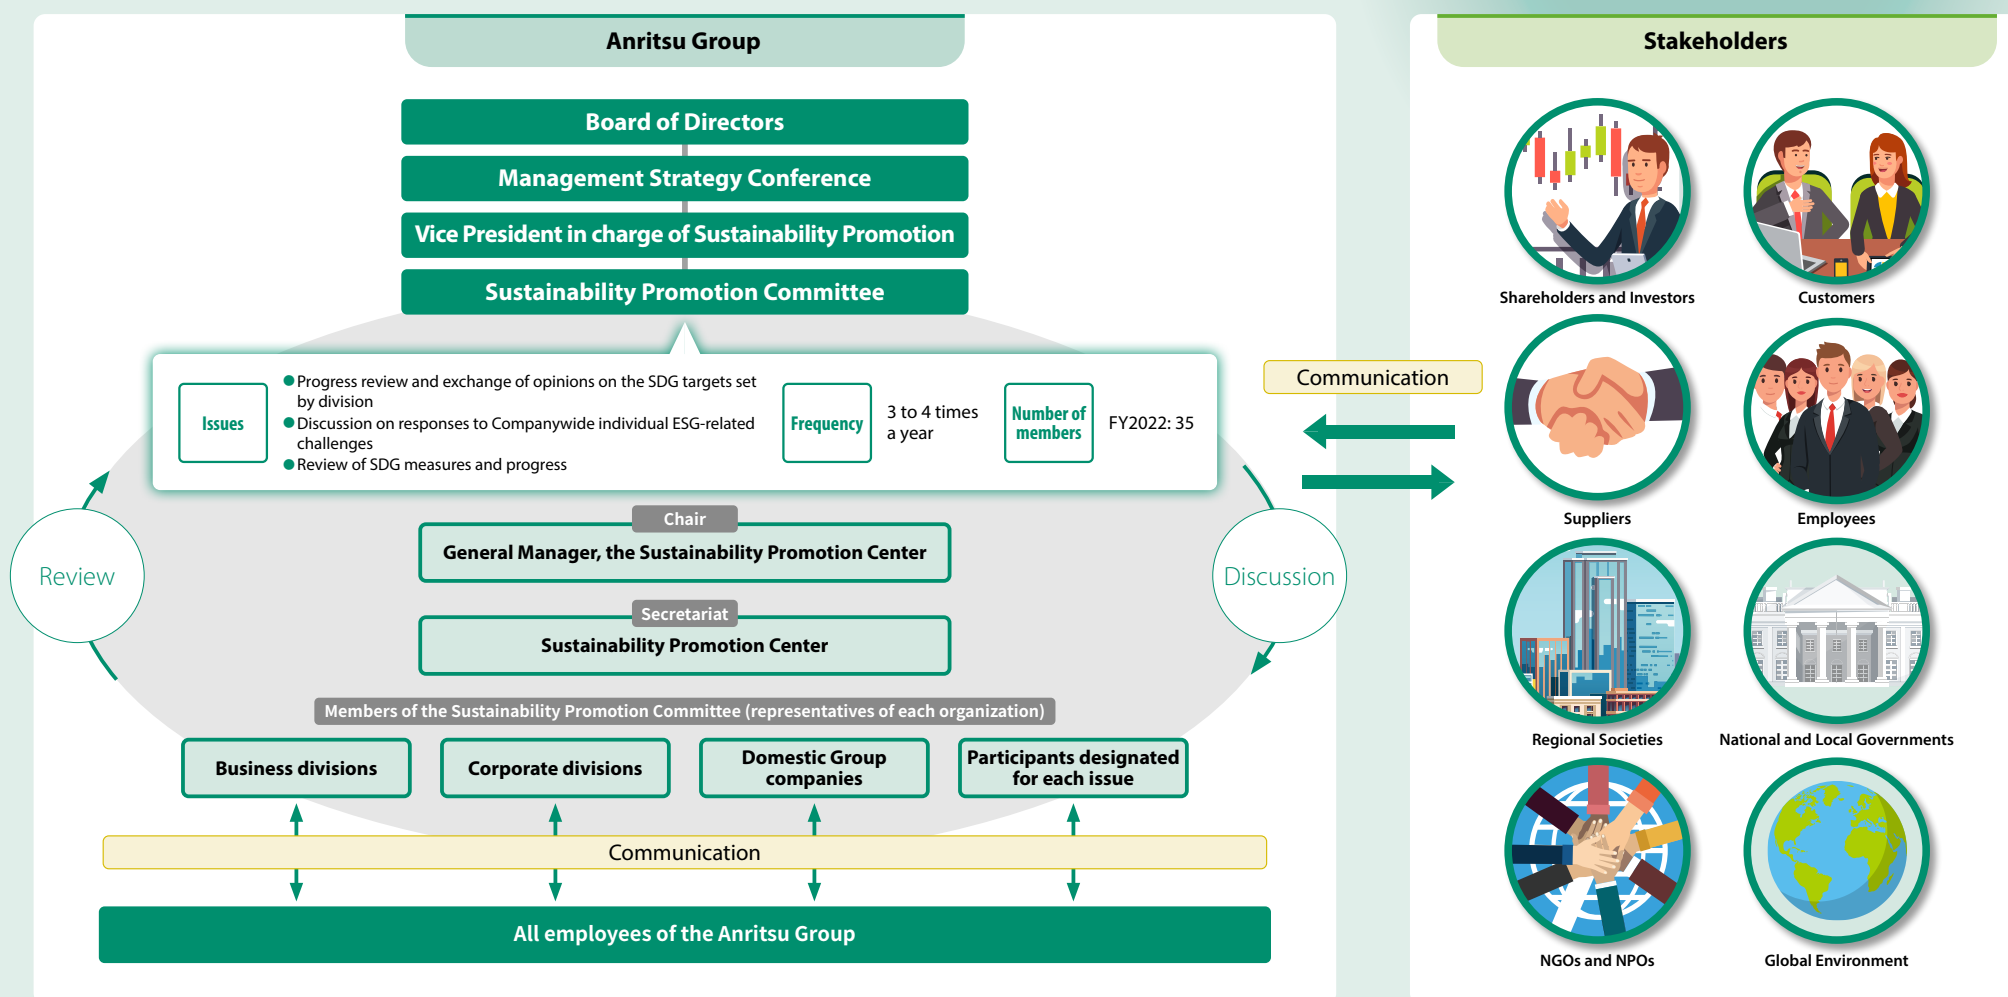 Anritsu Group
Board of Directors
Management Strategy Conference
Vice President in charge of Sustainability Promotion
Sustainability Promotion Committee
Issues
●Progress review and exchange of opinions on the SDG targets set
by division
●Discussion on responses to Companywide individual ESG-related
challenges
●Review of SDG measures and progress
Frequency
3 to 4 times
a year
Number of
members
FY2022: 35
Review
Discussion
Chair
General Manager, the Sustainability Promotion Center
Secretariat
Sustainability Promotion Center
Members of the Sustainability Promotion Committee (representatives of each organization)
Business divisions
Corporate divisions
Domestic Group
companies
Participants designated
for each issue
Communication
All employees of the Anritsu Group
Communication
Stakeholders
Shareholders and Investors
Customers
Suppliers
Employees
Regional Societies
National and Local Governments
NGOs and NPOs
Global Environment